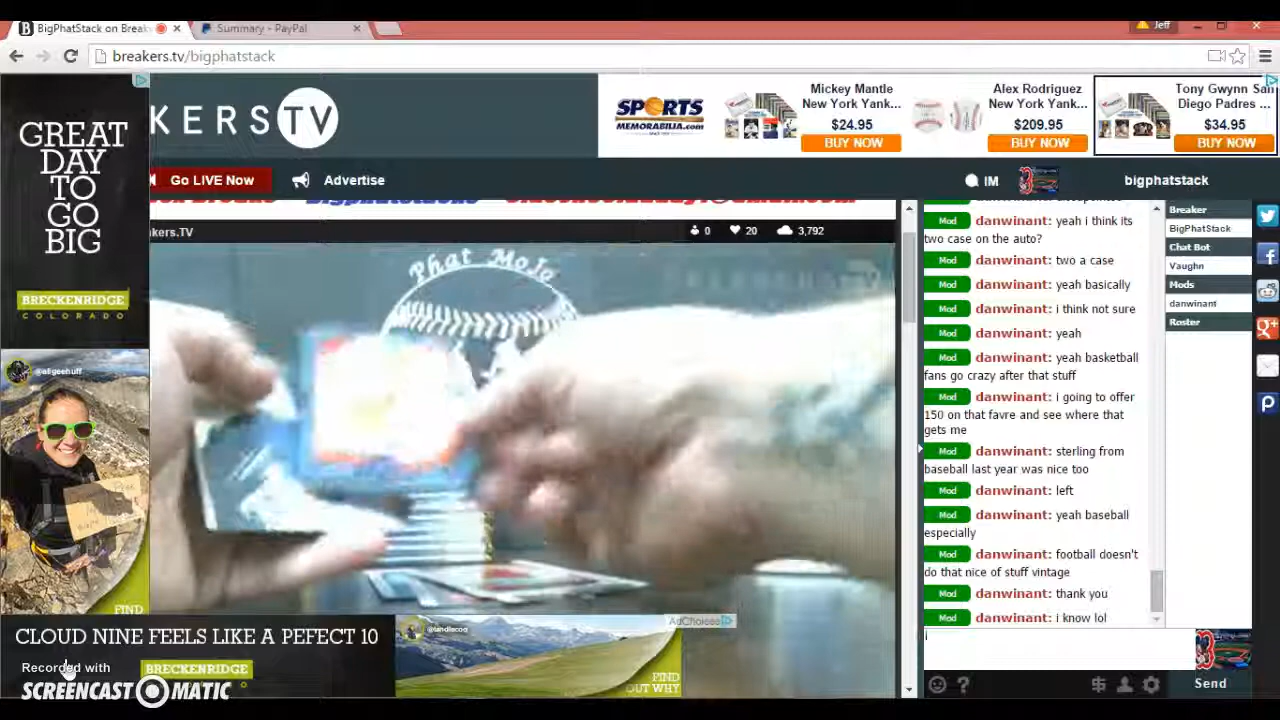 BigPhatStack on Break
Summary - PayPal
Jeff
breakers.tv/bigphatstack
GREAT
DAY
TO
GO
BIG
BRECKENRIDGE
COLORADO
KERSTV
SPORTS
MEMORABILIA.COM
Mickey Mantle
New York Yank...
$24.95
BUY NOW
Alex Rodriguez
New York Yank...
$209.95
BUY NOW
Tony Gwynn San
Diego Padres ...
$34.95
BUY NOW
Go LIVE Now
Advertise
IM
bigphatstack
kers.TV
0
20
3,792
Phat Mojo
Mod danwinant: yeah i think its
two case on the auto?
Mod danwinant: two a case
Mod danwinant: yeah basically
Mod danwinant: i think not sure
Mod danwinant: yeah
Mod danwinant: yeah basketball
fans go crazy after that stuff
Mod danwinant: i going to offer
150 on that favre and see where that
gets me
Mod danwinant: sterling from
baseball last year was nice too
Mod danwinant: left
Mod danwinant: yeah baseball
especially
Mod danwinant: football doesn't
do that nice of stuff vintage
Mod danwinant: thank you
Mod danwinant: i know lol
i
Send
Breaker
BigPhatStack
Chat Bot
Vaughn
Mods
danwinant
Roster
@aligeehuff
FIND
CLOUD NINE FEELS LIKE A PEFECT 10
BRECKENRIDGE
AdChoices
FIND
OUT WHY
Recorded with
SCREENCAST MATIC